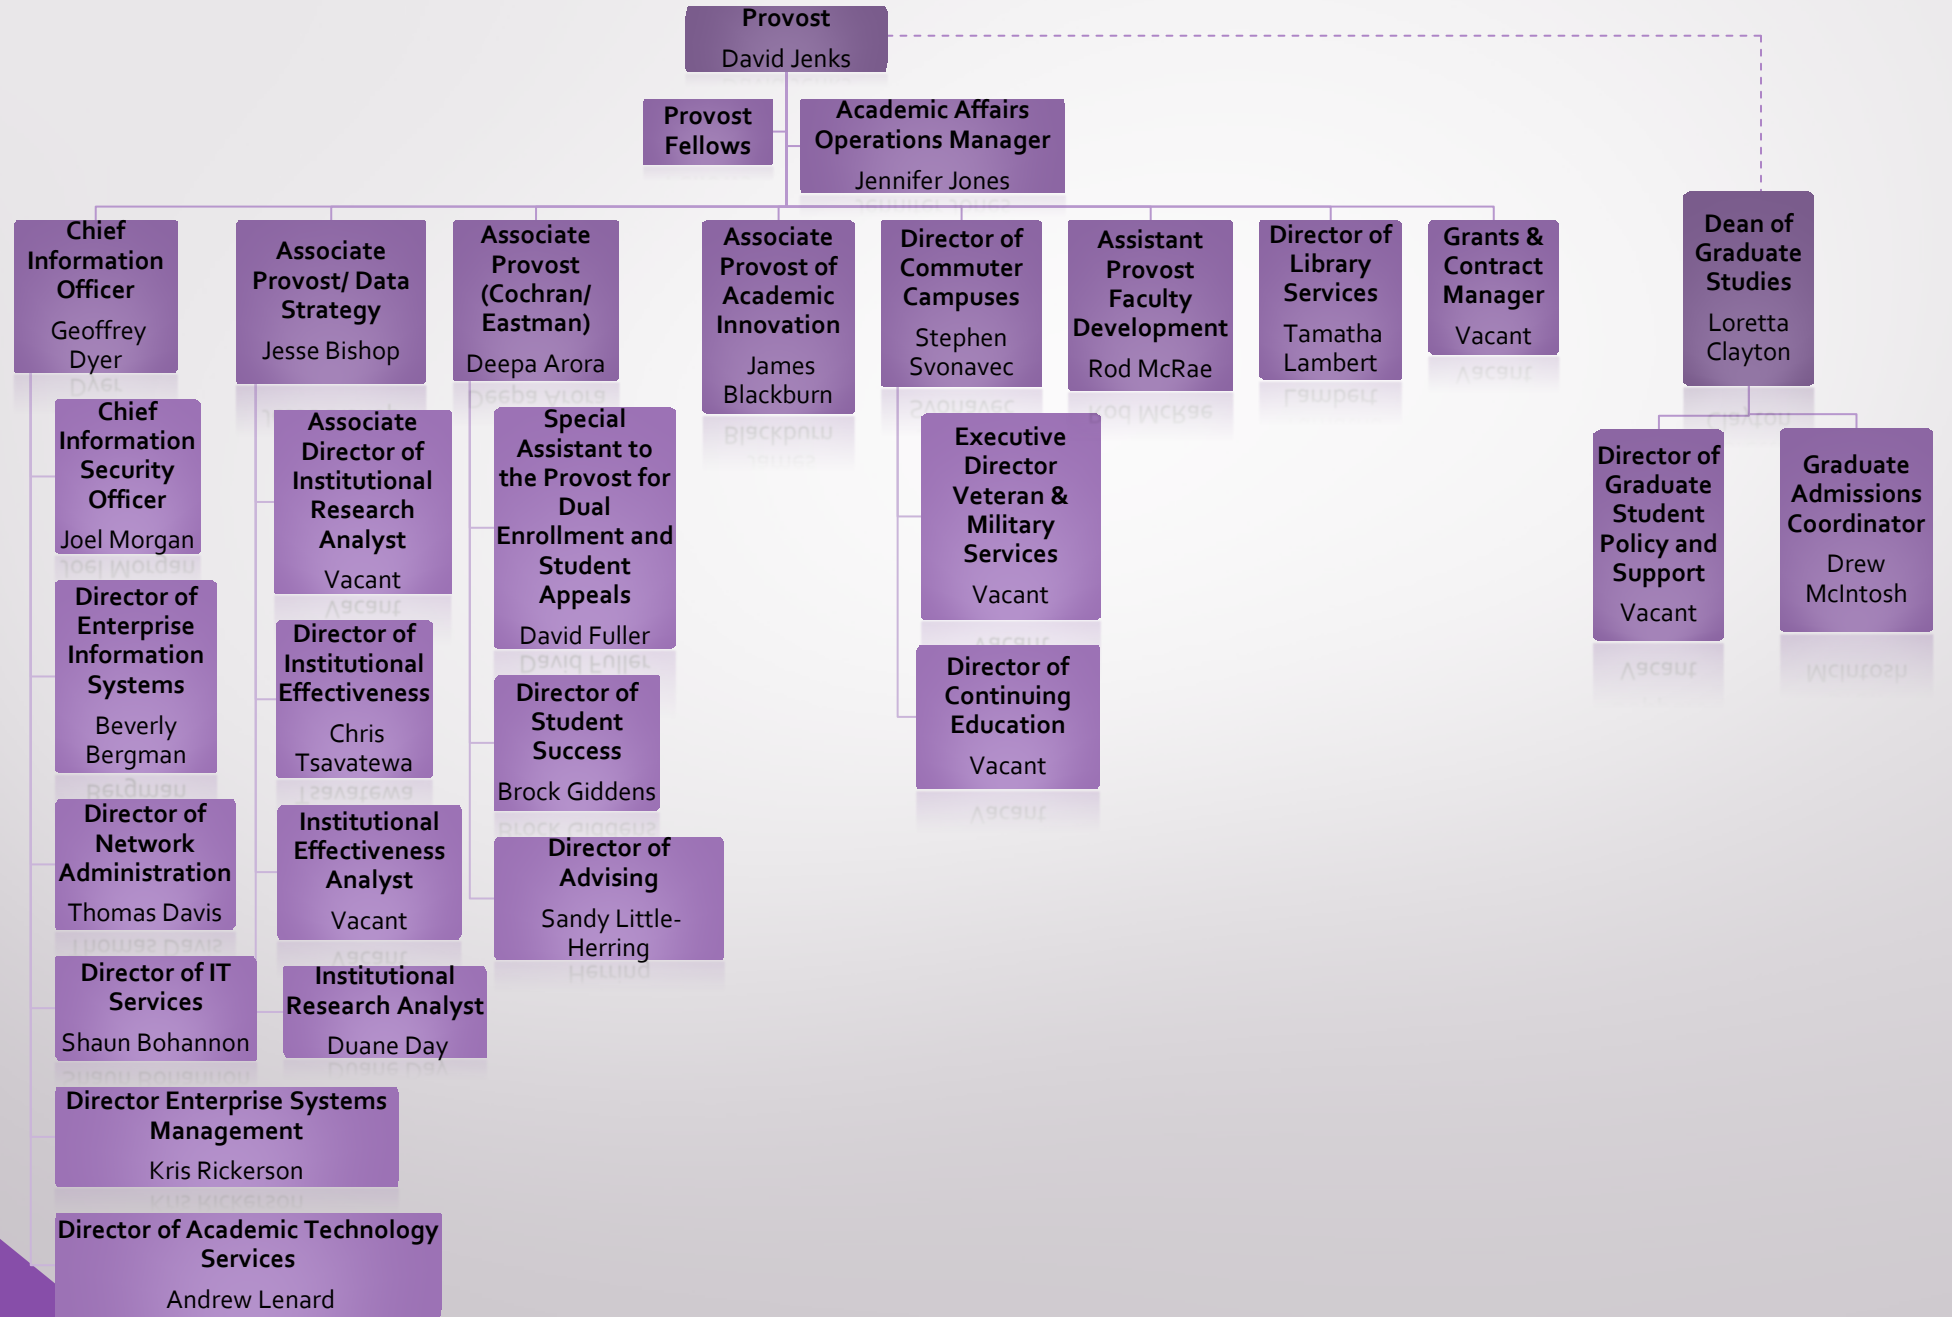 Provost
David Jenks
Provost
Fellows
Academic Affairs
Operations Manager
Jennifer Jones
Chief
Information
Officer
Geoffrey
Dyer
Chief
Information
Security
Officer
Joel Morgan
Director of
Enterprise
Information
Systems
Beverly
Bergman
Director of
Network
Administration
Thomas Davis
Director of IT
Services
Shaun Bohannon
Director Enterprise Systems
Management
Kris Rickerson
Director of Academic Technology
Services
Andrew Lenard
Associate
Provost/ Data
Strategy
Jesse Bishop
Associate
Director of
Institutional
Research
Analyst
Vacant
Director of
Institutional
Effectiveness
Chris
Tsavatewa
Institutional
Effectiveness
Analyst
Vacant
Institutional
Research Analyst
Duane Day
Associate
Provost
(Cochran/
Eastman)
Deepa Arora
Special
Assistant to
the Provost for
Dual
Enrollment and
Student
Appeals
David Fuller
Director of
Student
Success
Brock Giddens
Director of
Advising
Sandy Little-
Herring
Associate
Provost of
Academic
Innovation
James
Blackburn
Director of
Commuter
Campuses
Stephen
Svonavec
Executive
Director
Veteran &
Military
Services
Vacant
Director of
Continuing
Education
Vacant
Assistant
Provost
Faculty
Development
Rod McRae
Director of
Library
Services
Tamatha
Lambert
Grants &
Contract
Manager
Vacant
Dean of
Graduate
Studies
Loretta
Clayton
Director of
Graduate
Student
Policy and
Support
Vacant
Graduate
Admissions
Coordinator
Drew
McIntosh